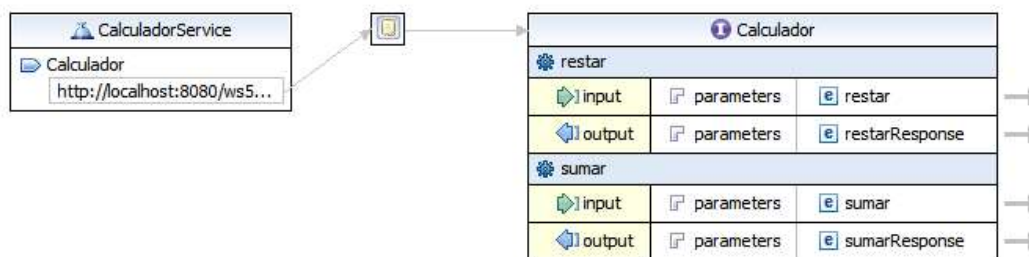 CalculadorService
Calculador
http://localhost:8080/ws5...
Calculador
restar
input parameters e restar
output parameters e restarResponse
sumar
input parameters e sumar
output parameters e sumarResponse